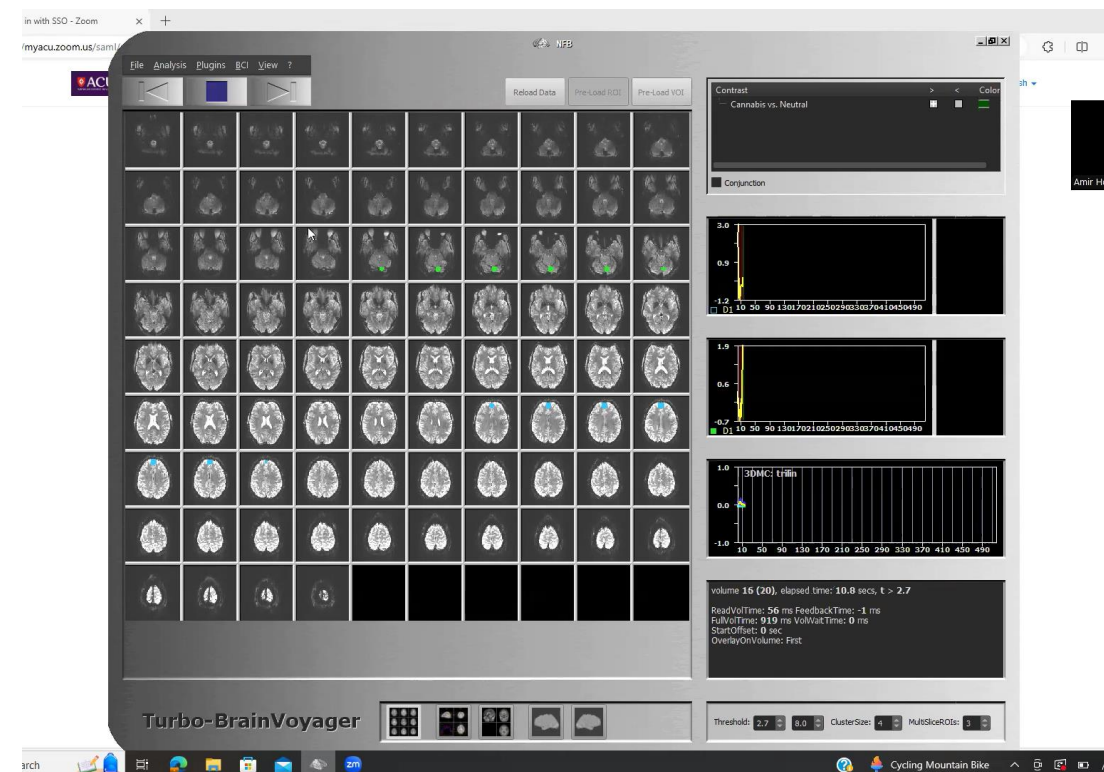 in with SSO - Zoom
/myacu.zoom.us/saml/
NFB
File Analysis Plugins BCI View ?
ACU
Reload Data
Pre-Load ROI
Pre-Load VOI
Contrast > < Color
Cannabis vs. Neutral
Conjunction
sh
Amir
3.0
0.9
-1.2
D1 10 50 90 130170210250290330370410450490
1.9
0.6
-0.7
D1 10 50 90 130170210250290330370410450490
1.0 3DMC: trilin
0.0
-1.0
10 50 90 130 170 210 250 290 330 370 410 450 490
volume 16 (20), elapsed time: 10.8 secs, t > 2.7
ReadVolTime: 56 ms FeedbackTime: -1 ms
FullVolTime: 919 ms VolWaitTime: 0 ms
StartOffset: 0 sec
OverlayOnVolume: First
Turbo-BrainVoyager
Threshold: 2.7 8.0 ClusterSize: 4 MultiSliceROIs: 3
arch
zm
Cycling Mountain Bike